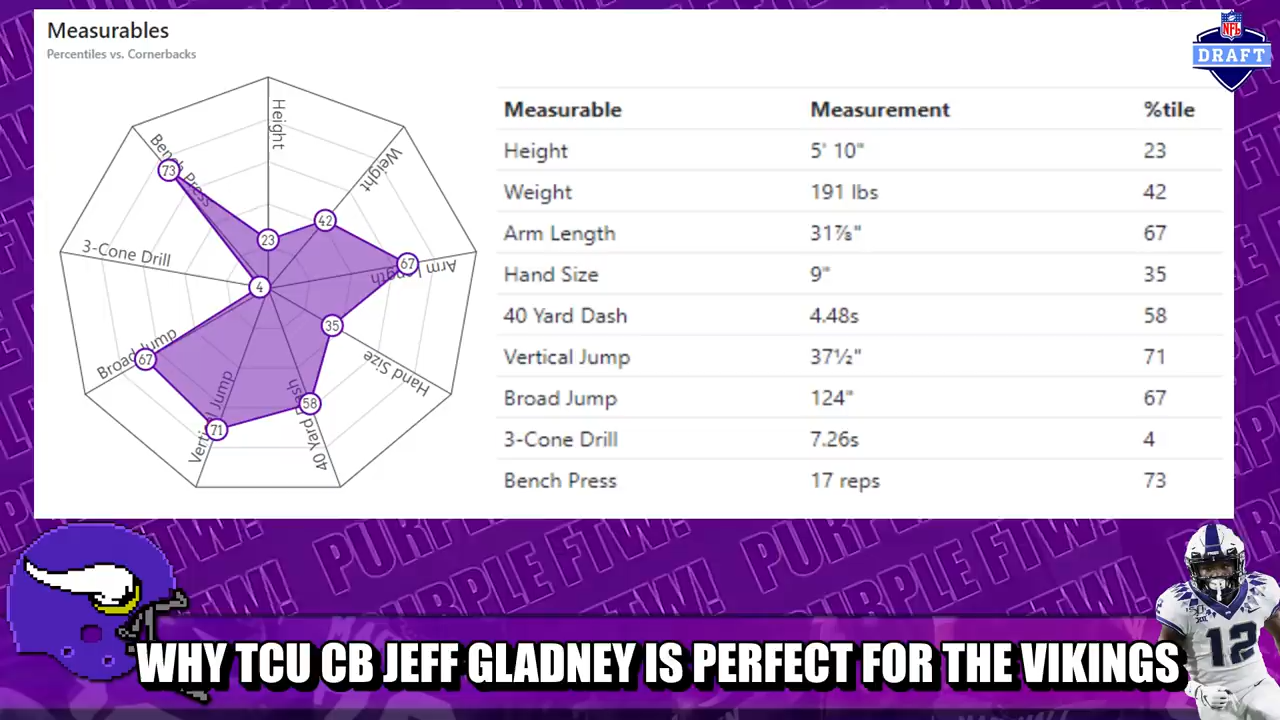 Measurables
Percentiles vs. Cornerbacks
NFL
DRAFT
Height
Weight
Arm Length
Hand Size
40 Yard Dash
Vertical Jump
Broad Jump
3-Cone Drill
Bench Press
23
42
67
35
58
71
67
4
73
Measurable Measurement %tile
Height 5' 10" 23
Weight 191 lbs 42
Arm Length 31⅞" 67
Hand Size 9" 35
40 Yard Dash 4.48s 58
Vertical Jump 37½" 71
Broad Jump 124" 67
3-Cone Drill 7.26s 4
Bench Press 17 reps 73
PURPLE FTW!
PURPLE FTW!
PURPLE FTW!
12
WHY TCU CB JEFF GLADNEY IS PERFECT FOR THE VIKINGS